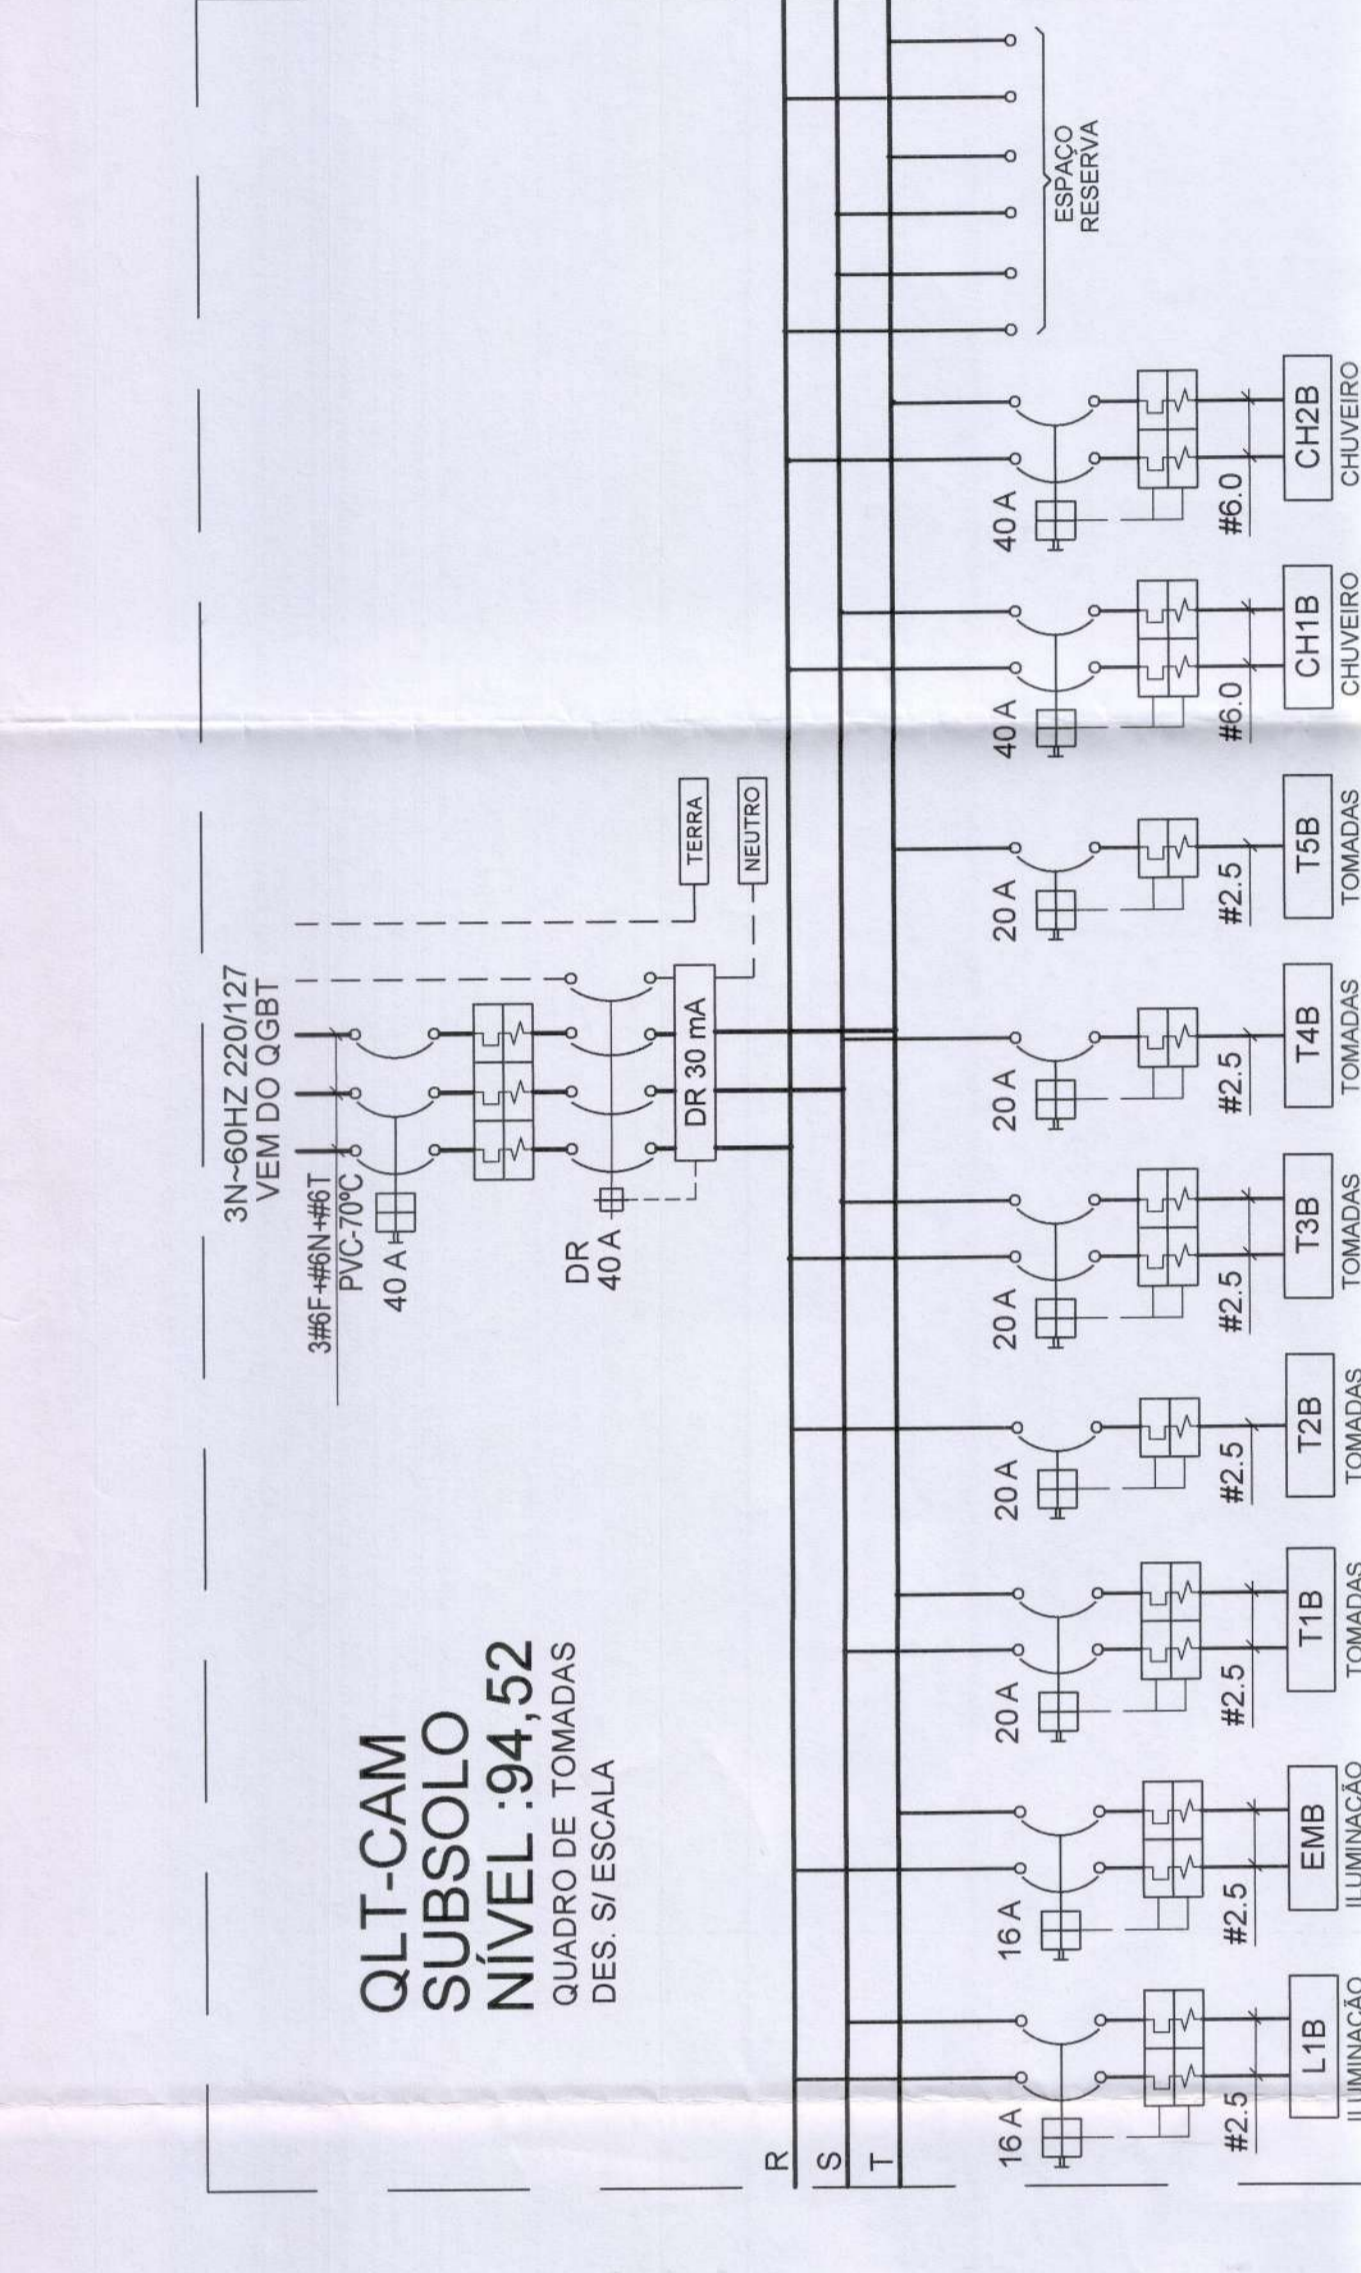 QLT-CAM
SUBSOLO
NÍVEL :94,52
QUADRO DE TOMADAS
DES. S/ ESCALA
3N~60HZ 220/127
VEM DO QGBT
3#6F+#6N+#6T
PVC-70ºC
40 A
DR
40 A
DR 30 mA
TERRA
NEUTRO
R
S
T
16 A
#2.5
L1B
ILUMINAÇÃO
16 A
#2.5
EMB
ILUMINAÇÃO
20 A
#2.5
T1B
TOMADAS
20 A
#2.5
T2B
TOMADAS
20 A
#2.5
T3B
TOMADAS
20 A
#2.5
T4B
TOMADAS
20 A
#2.5
T5B
TOMADAS
40 A
#6.0
CH1B
CHUVEIRO
40 A
#6.0
CH2B
CHUVEIRO
ESPAÇO
RESERVA